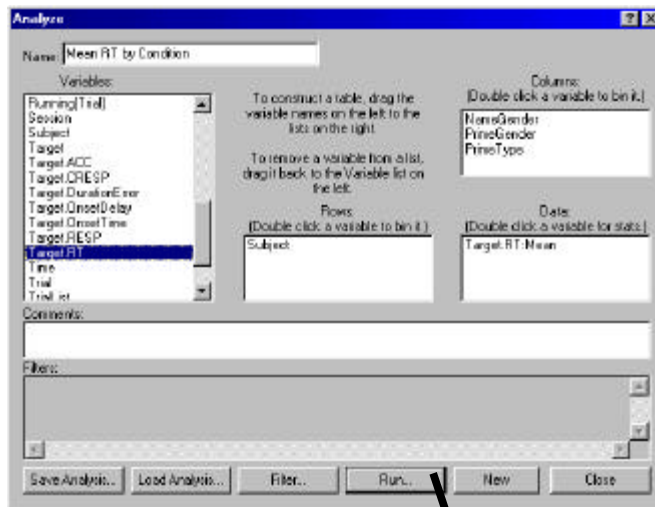 Analyze
Name: Mean RT by Condition
Variables:
Running[Trial]
Session
Subject
Target
Target.ACC
Target.CRESP
Target.DurationError
Target.OnsetDelay
Target.OnsetTime
Target.RESP
Target.RT
Time
Trial
TrialList
To construct a table, drag the
variable names on the left to the
lists on the right.
To remove a variable from a list,
drag it back to the Variable list on
the left.
Columns:
(Double click a variable to bin it.)
NameGender
PrimeGender
PrimeType
Rows:
(Double click a variable to bin it.)
Subject
Data:
(Double click a variable for stats.)
Target.RT:Mean
Comments:
Filters:
Save Analysis... Load Analysis... Filter... Run... New Close